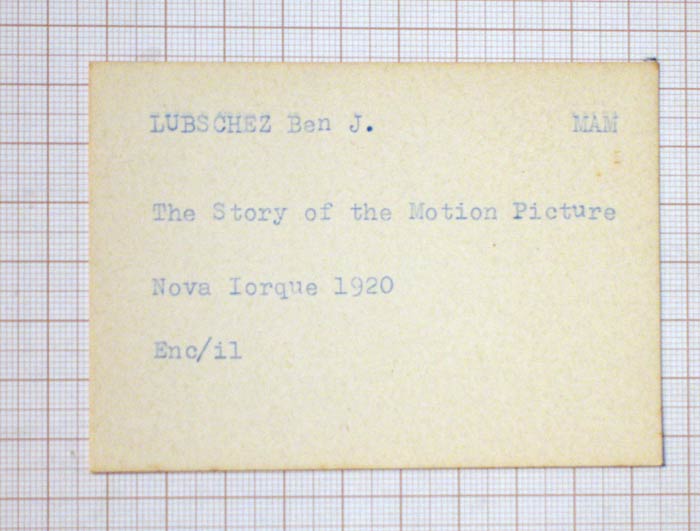 LUBSCHEZ Ben J. MAM
The Story of the Motion Picture
Nova Iorque 1920
Enc/il